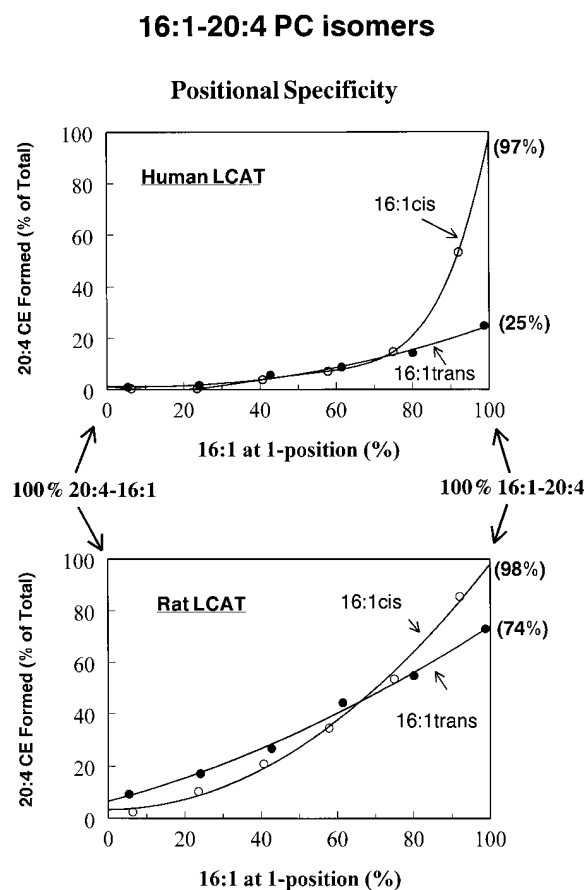 16:1-20:4 PC isomers
Positional Specificity
20:4 CE Formed (% of Total)
100
80
60
40
20
0
Human LCAT
16:1cis
16:1trans
(97%)
(25%)
0 20 40 60 80 100
16:1 at 1-position (%)
100% 20:4-16:1
100% 16:1-20:4
20:4 CE Formed (% of Total)
100
80
60
40
20
0
Rat LCAT
16:1cis
16:1trans
(98%)
(74%)
0 20 40 60 80 100
16:1 at 1-position (%)